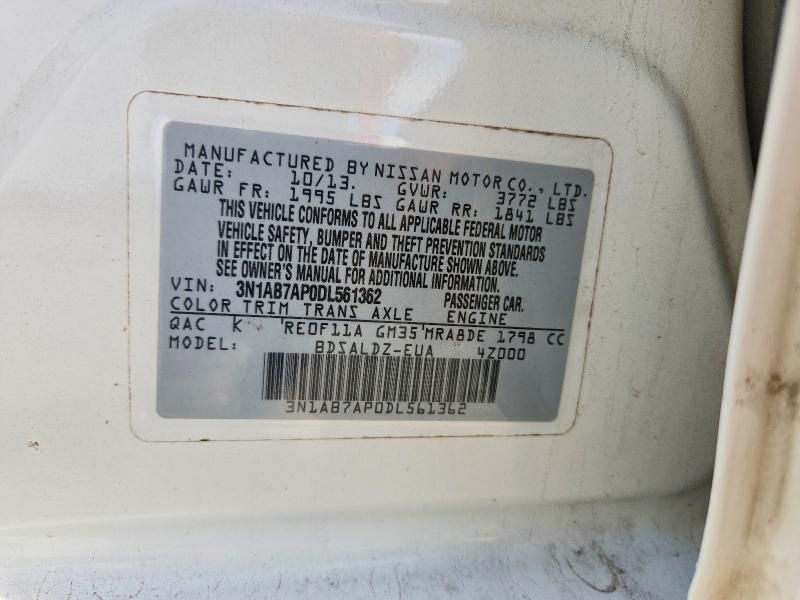 MANUFACTURED BY NISSAN MOTOR CO., LTD.
DATE: 10/13. GVWR: 3772 LBS
GAWR FR: 1995 LBS GAWR RR: 1841 LBS
THIS VEHICLE CONFORMS TO ALL APPLICABLE FEDERAL MOTOR
VEHICLE SAFETY, BUMPER AND THEFT PREVENTION STANDARDS
IN EFFECT ON THE DATE OF MANUFACTURE SHOWN ABOVE.
SEE OWNER'S MANUAL FOR ADDITIONAL INFORMATION.
VIN: 3N1AB7AP0DL561362 PASSENGER CAR.
COLOR TRIM TRANS AXLE ENGINE
QAC K 'RE0F11A GM35'MRA8DE 1798 CC
MODEL: BDSALDZ-EUA 4Z000
3N1AB7AP0DL561362